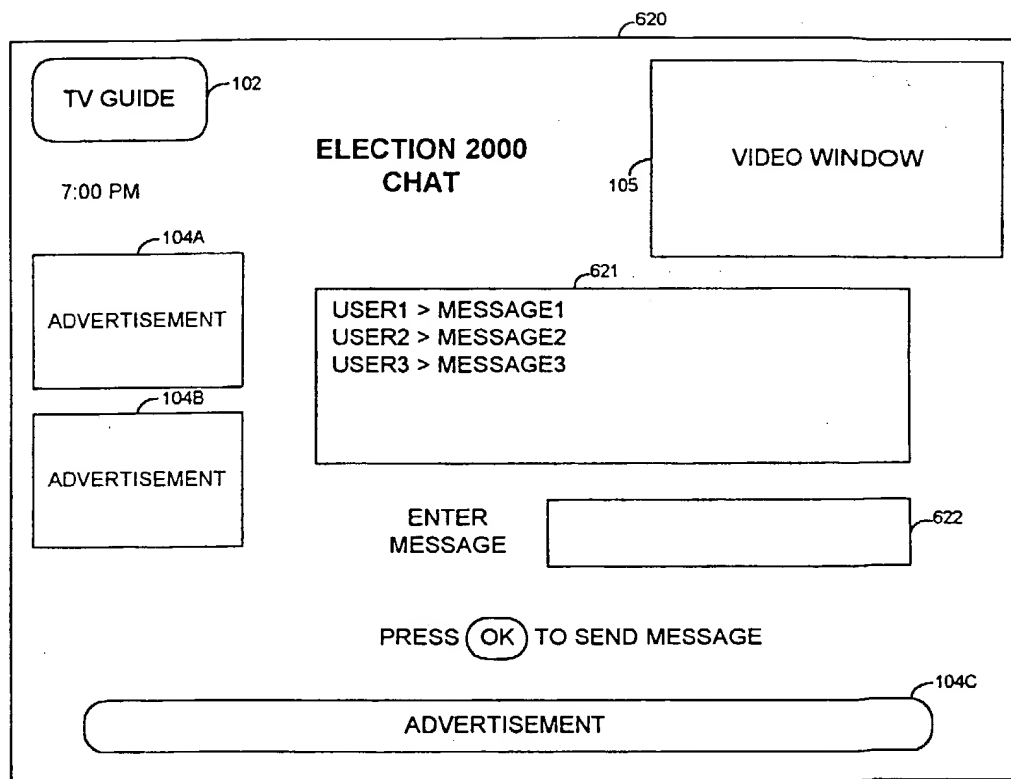 620
TV GUIDE
102
ELECTION 2000
CHAT
VIDEO WINDOW
105
7:00 PM
104A
ADVERTISEMENT
621
USER1 > MESSAGE1
USER2 > MESSAGE2
USER3 > MESSAGE3
104B
ADVERTISEMENT
ENTER
MESSAGE
622
PRESS OK TO SEND MESSAGE
104C
ADVERTISEMENT